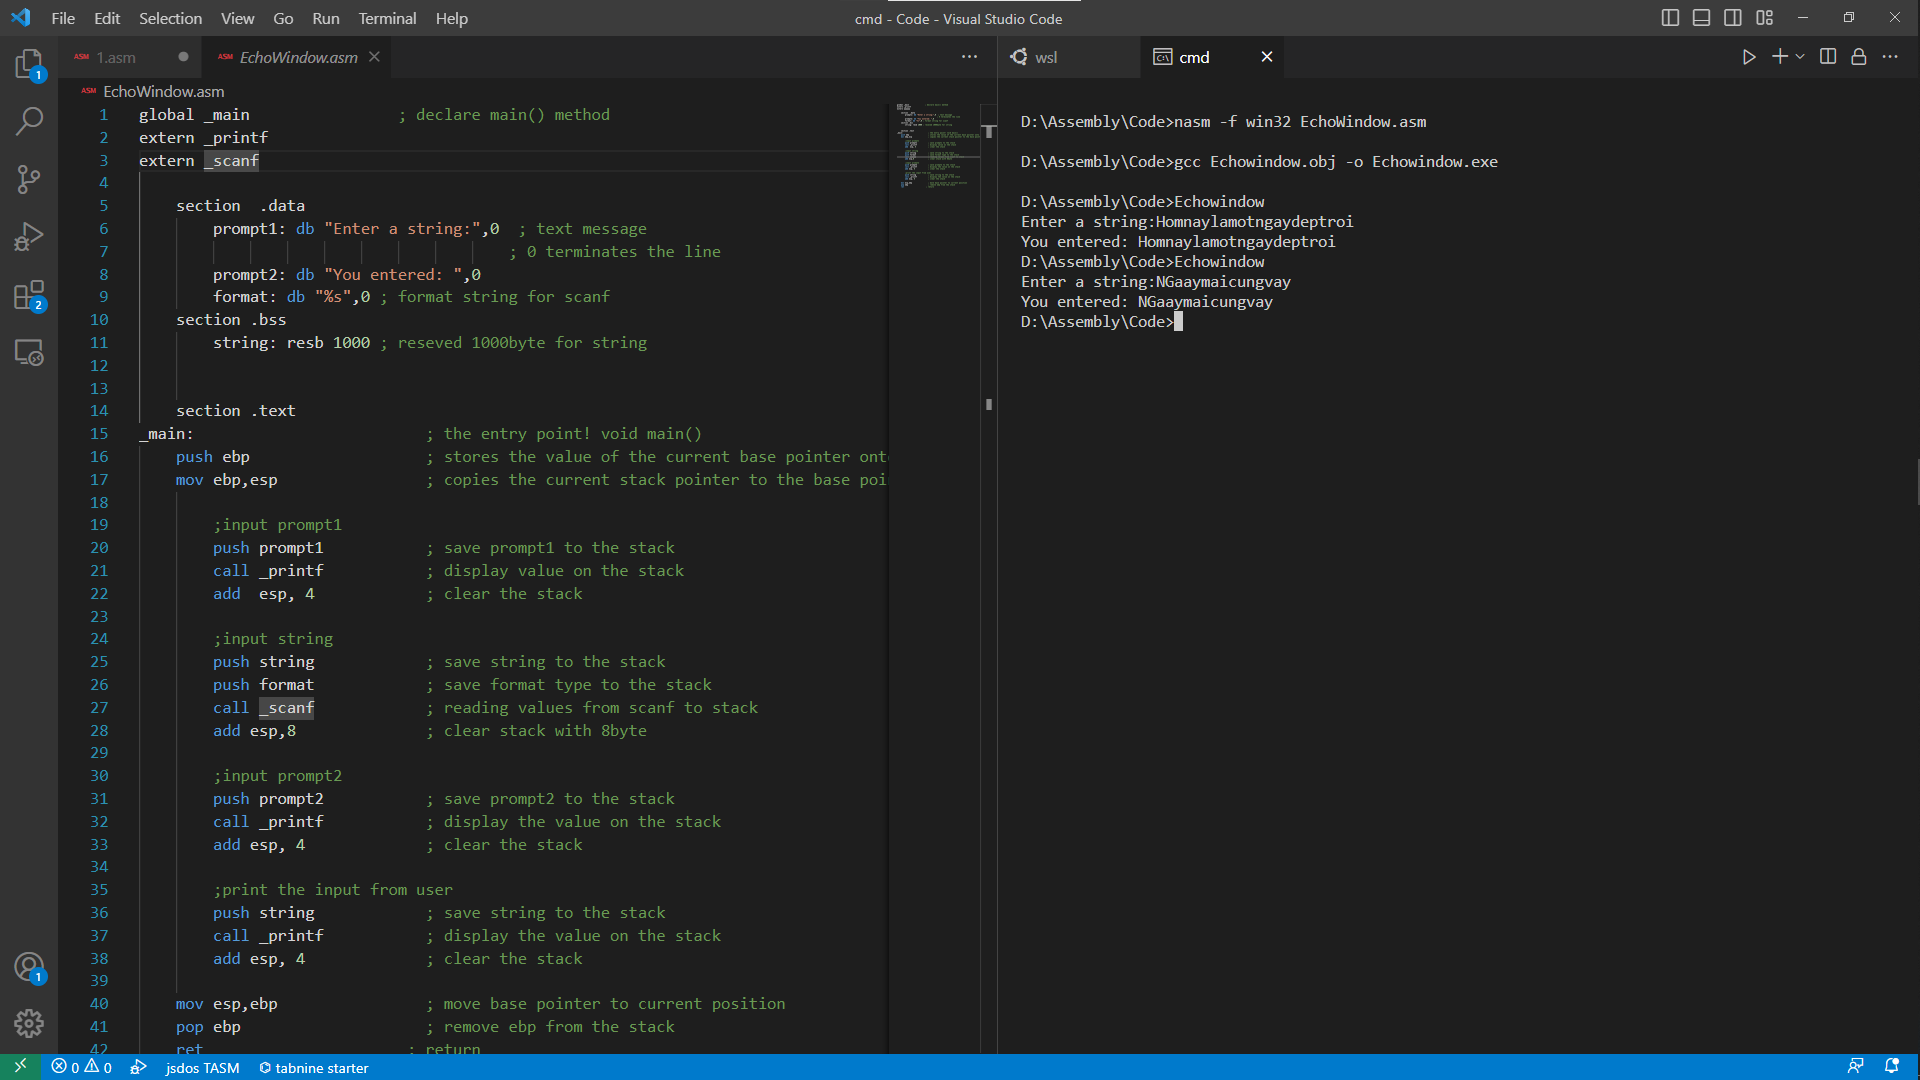 File Edit Selection View Go Run Terminal Help
cmd - Code - Visual Studio Code
ASM 1.asm
ASM EchoWindow.asm
ASM EchoWindow.asm
1 global _main ; declare main() method
2 extern _printf
3 extern _scanf
4
5 section .data
6 prompt1: db "Enter a string:",0 ; text message
7 ; 0 terminates the line
8 prompt2: db "You entered: ",0
9 format: db "%s",0 ; format string for scanf
10 section .bss
11 string: resb 1000 ; reseved 1000byte for string
12
13
14 section .text
15 _main: ; the entry point! void main()
16 push ebp ; stores the value of the current base pointer ont
17 mov ebp,esp ; copies the current stack pointer to the base poi
18
19 ;input prompt1
20 push prompt1 ; save prompt1 to the stack
21 call _printf ; display value on the stack
22 add esp, 4 ; clear the stack
23
24 ;input string
25 push string ; save string to the stack
26 push format ; save format type to the stack
27 call _scanf ; reading values from scanf to stack
28 add esp,8 ; clear stack with 8byte
29
30 ;input prompt2
31 push prompt2 ; save prompt2 to the stack
32 call _printf ; display the value on the stack
33 add esp, 4 ; clear the stack
34
35 ;print the input from user
36 push string ; save string to the stack
37 call _printf ; display the value on the stack
38 add esp, 4 ; clear the stack
39
40 mov esp,ebp ; move base pointer to current position
41 pop ebp ; remove ebp from the stack
42 ret ; return
wsl
cmd
D:\Assembly\Code>nasm -f win32 EchoWindow.asm
D:\Assembly\Code>gcc Echowindow.obj -o Echowindow.exe
D:\Assembly\Code>Echowindow
Enter a string:Homnaylamotngaydeptroi
You entered: Homnaylamotngaydeptroi
D:\Assembly\Code>Echowindow
Enter a string:NGaaymaicungvay
You entered: NGaaymaicungvay
D:\Assembly\Code>
1
2
1
0 0 jsdos TASM tabnine starter